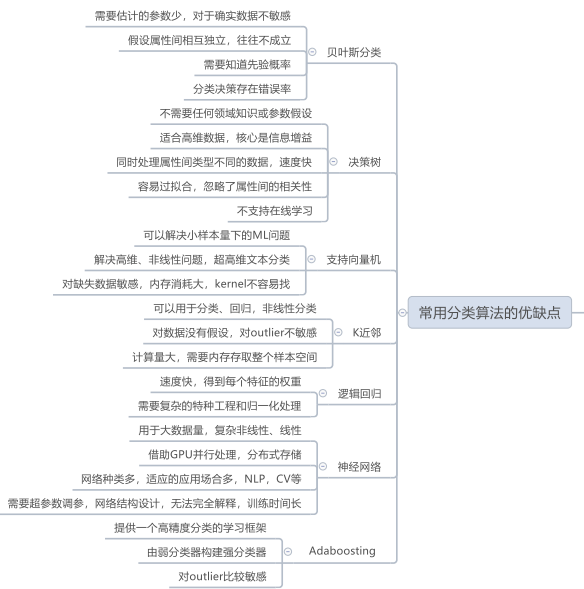 常用分类算法的优缺点
贝叶斯分类
需要估计的参数少，对于确实数据不敏感
假设属性间相互独立，往往不成立
需要知道先验概率
分类决策存在错误率
决策树
不需要任何领域知识或参数假设
适合高维数据，核心是信息增益
同时处理属性间类型不同的数据，速度快
容易过拟合，忽略了属性间的相关性
不支持在线学习
支持向量机
可以解决小样本量下的ML问题
解决高维、非线性问题，超高维文本分类
对缺失数据敏感，内存消耗大，kernel不容易找
K近邻
可以用于分类、回归，非线性分类
对数据没有假设，对outlier不敏感
计算量大，需要内存存取整个样本空间
逻辑回归
速度快，得到每个特征的权重
需要复杂的特种工程和归一化处理
神经网络
用于大数据量，复杂非线性、线性
借助GPU并行处理，分布式存储
网络种类多，适应的应用场合多，NLP，CV等
需要超参数调参，网络结构设计，无法完全解释，训练时间长
Adaboosting
提供一个高精度分类的学习框架
由弱分类器构建强分类器
对outlier比较敏感